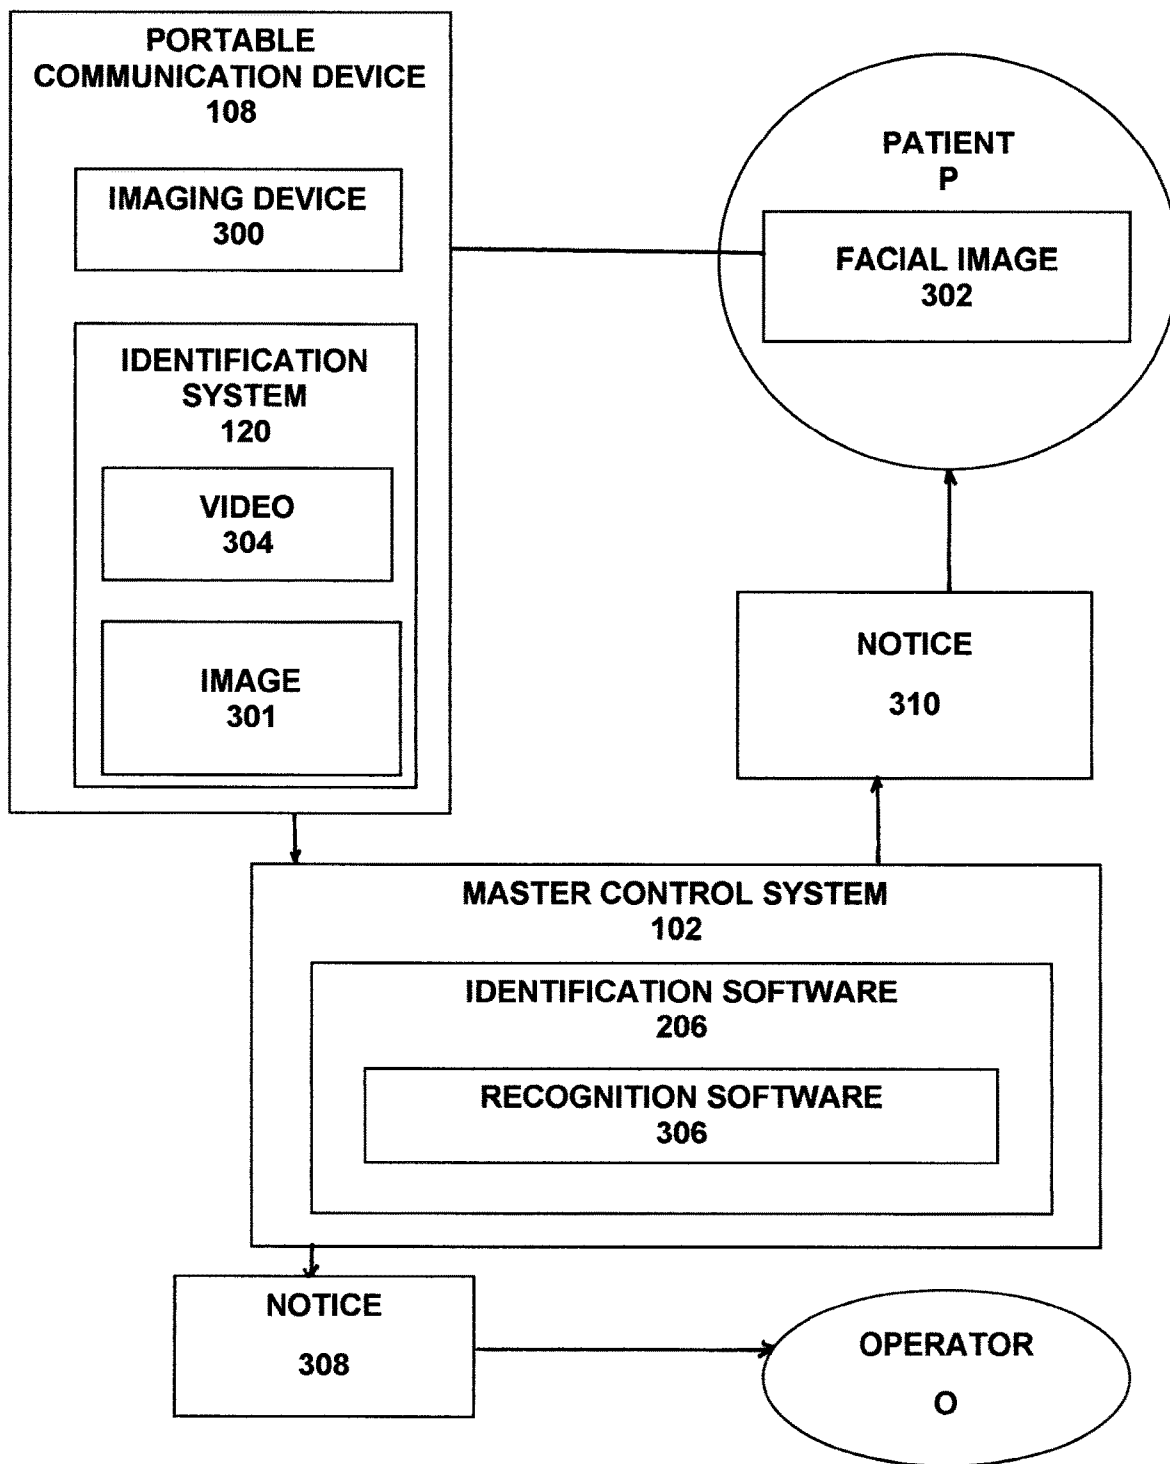 PORTABLE
COMMUNICATION DEVICE
108
IMAGING DEVICE
300
IDENTIFICATION
SYSTEM
120
VIDEO
304
IMAGE
301
PATIENT
P
FACIAL IMAGE
302
NOTICE
310
MASTER CONTROL SYSTEM
102
IDENTIFICATION SOFTWARE
206
RECOGNITION SOFTWARE
306
NOTICE
308
OPERATOR
O